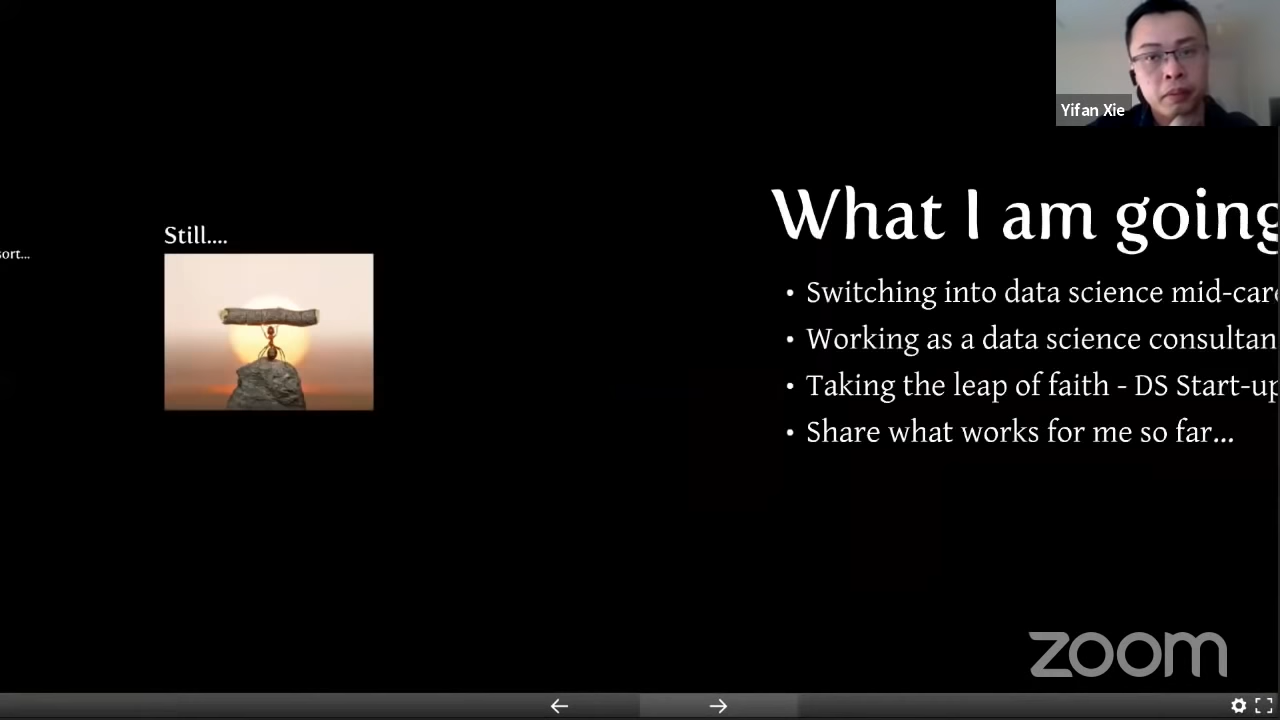 Yifan Xie
sort...
Still....
What I am going
• Switching into data science mid-car
• Working as a data science consultan
• Taking the leap of faith - DS Start-up
• Share what works for me so far...
zoom